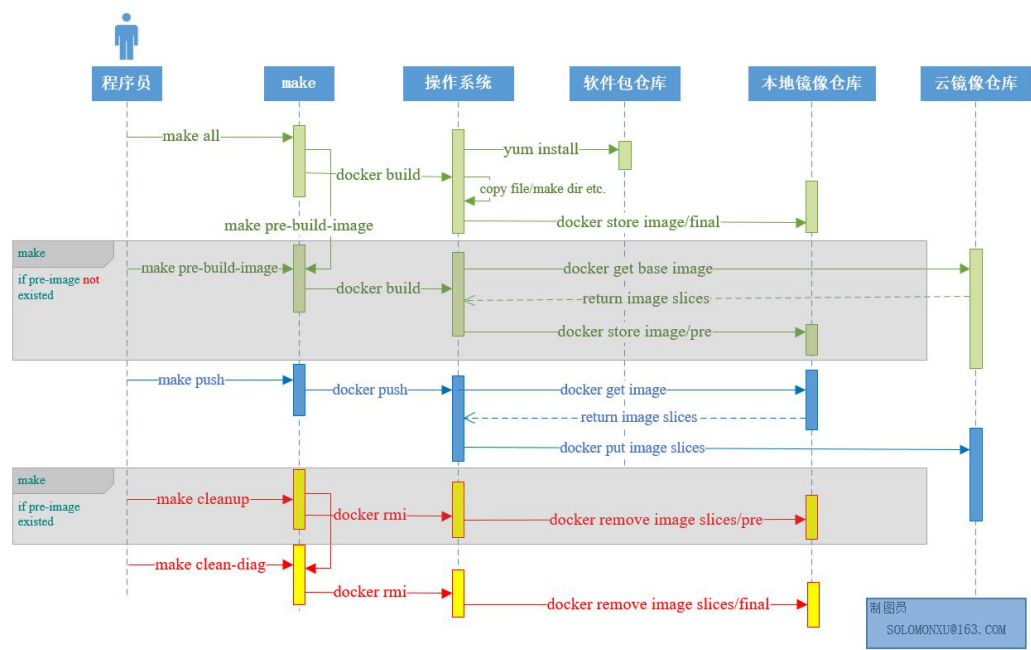 程序员
make
操作系统
软件包仓库
本地镜像仓库
云镜像仓库
make all
yum install
docker build
copy file/make dir etc.
docker store image/final
make pre-build-image
make
if pre-image not
existed
make pre-build-image
docker get base image
docker build
return image slices
docker store image/pre
make push
docker push
docker get image
return image slices
docker put image slices
make
if pre-image
existed
make cleanup
docker rmi
docker remove image slices/pre
make clean-diag
docker rmi
docker remove image slices/final
制图员
SOLOMONXU@163.COM